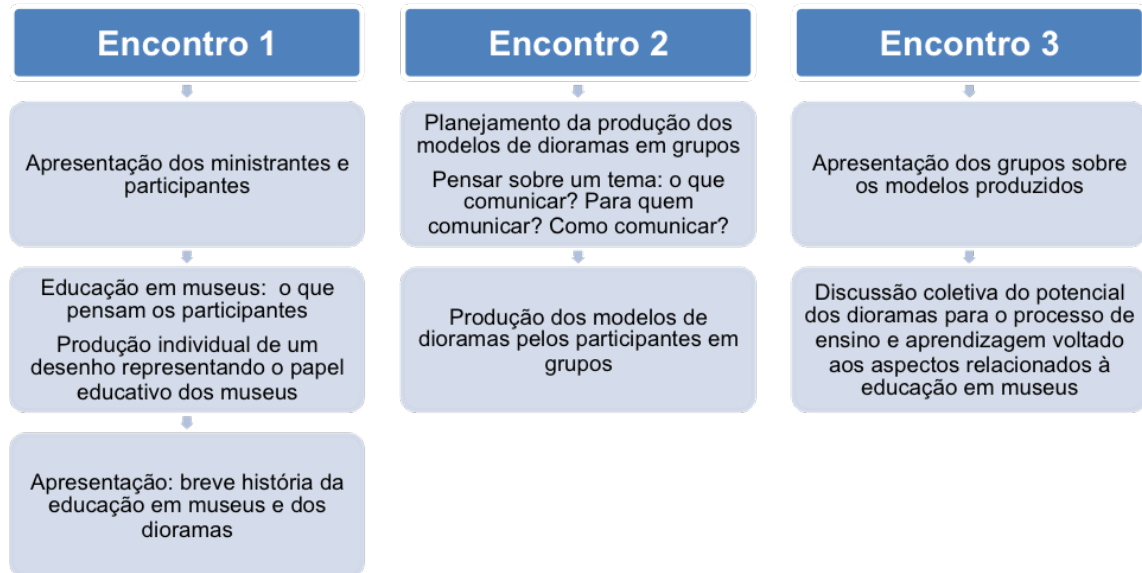 Encontro 1
Apresentação dos ministrantes e
participantes
Educação em museus: o que
pensam os participantes
Produção individual de um
desenho representando o papel
educativo dos museus
Apresentação: breve história da
educação em museus e dos
dioramas
Encontro 2
Planejamento da produção dos
modelos de dioramas em grupos
Pensar sobre um tema: o que
comunicar? Para quem
comunicar? Como comunicar?
Produção dos modelos de
dioramas pelos participantes em
grupos
Encontro 3
Apresentação dos grupos sobre
os modelos produzidos
Discussão coletiva do potencial
dos dioramas para o processo de
ensino e aprendizagem voltado
aos aspectos relacionados à
educação em museus